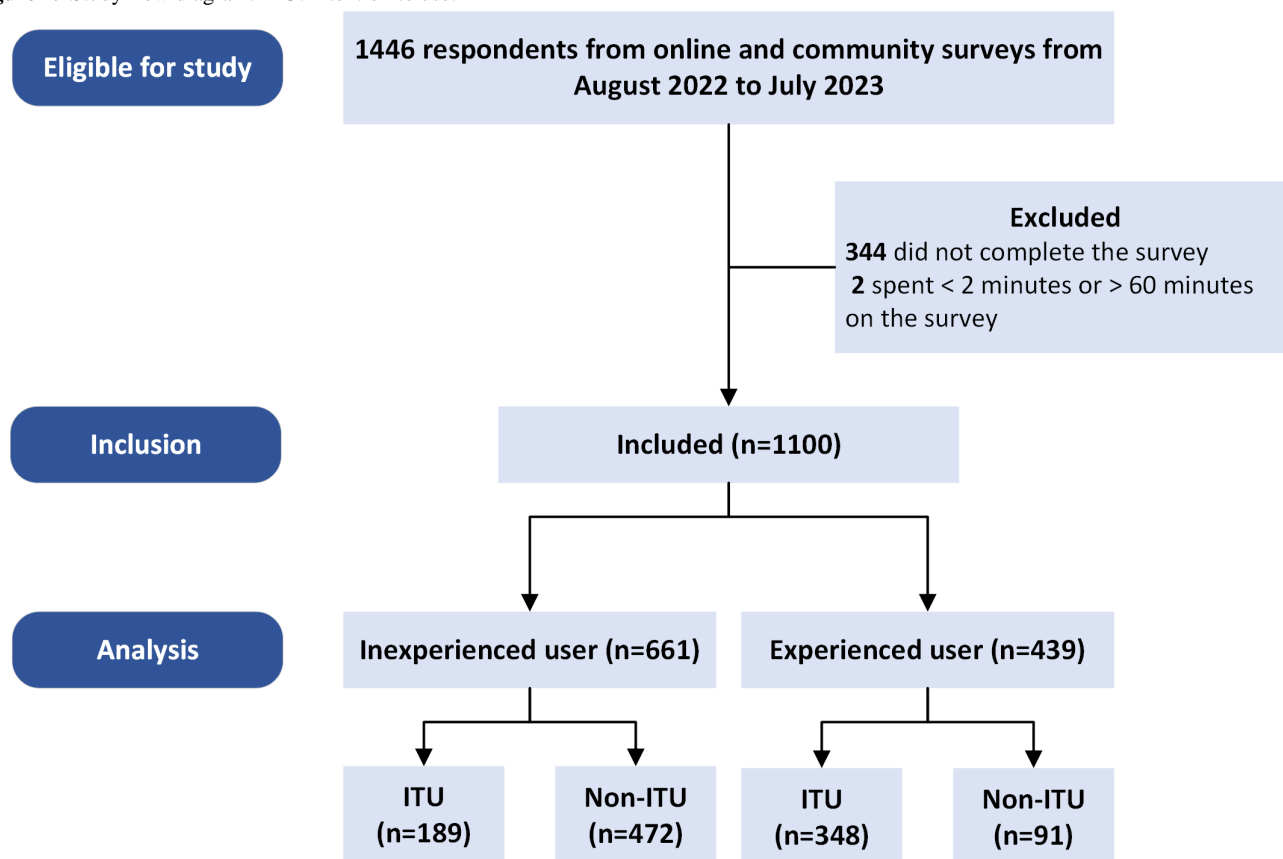 Eligible for study
1446 respondents from online and community surveys from
August 2022 to July 2023
Excluded
344 did not complete the survey
2 spent < 2 minutes or > 60 minutes
on the survey
Inclusion
Included (n=1100)
Analysis
Inexperienced user (n=661)
Experienced user (n=439)
ITU
(n=189)
Non-ITU
(n=472)
ITU
(n=348)
Non-ITU
(n=91)